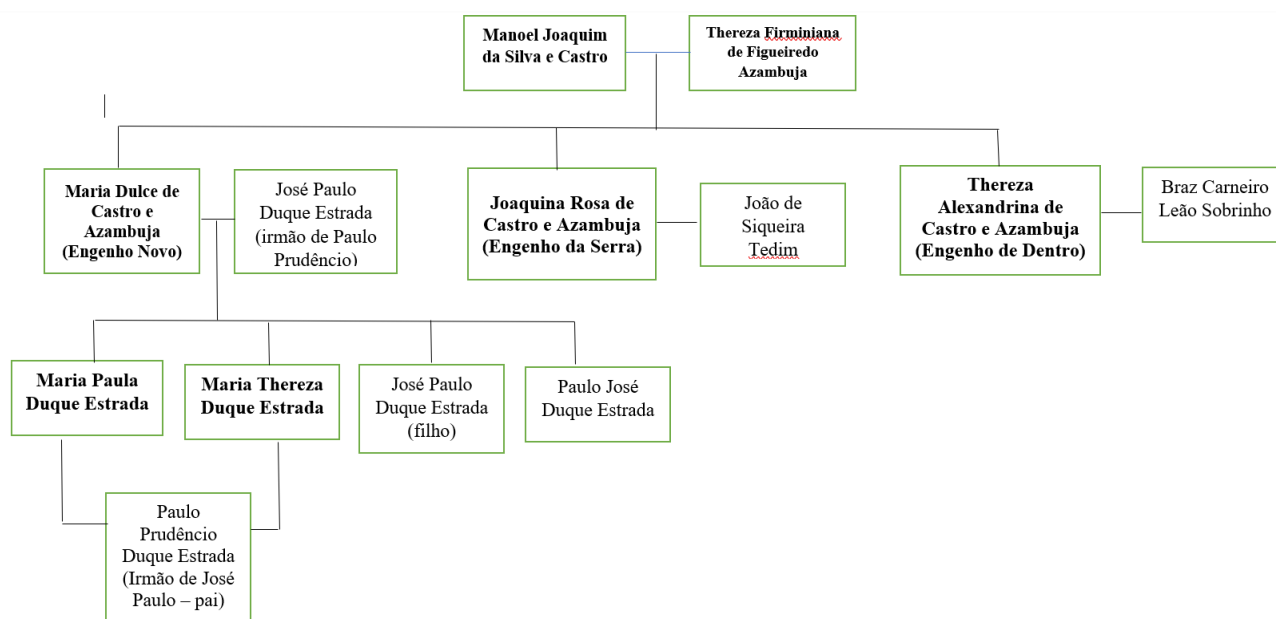 Manoel Joaquim
da Silva e Castro
Thereza Firminiana
de Figueiredo
Azambuja
Maria Dulce de
Castro e
Azambuja
(Engenho Novo)
José Paulo
Duque Estrada
(irmão de Paulo
Prudêncio)
Joaquina Rosa de
Castro e Azambuja
(Engenho da Serra)
João de
Siqueira
Tedim
Thereza
Alexandrina de
Castro e Azambuja
(Engenho de Dentro)
Braz Carneiro
Leão Sobrinho
Maria Paula
Duque Estrada
Maria Thereza
Duque Estrada
José Paulo
Duque Estrada
(filho)
Paulo José
Duque Estrada
Paulo
Prudêncio
Duque Estrada
(Irmão de José
Paulo – pai)